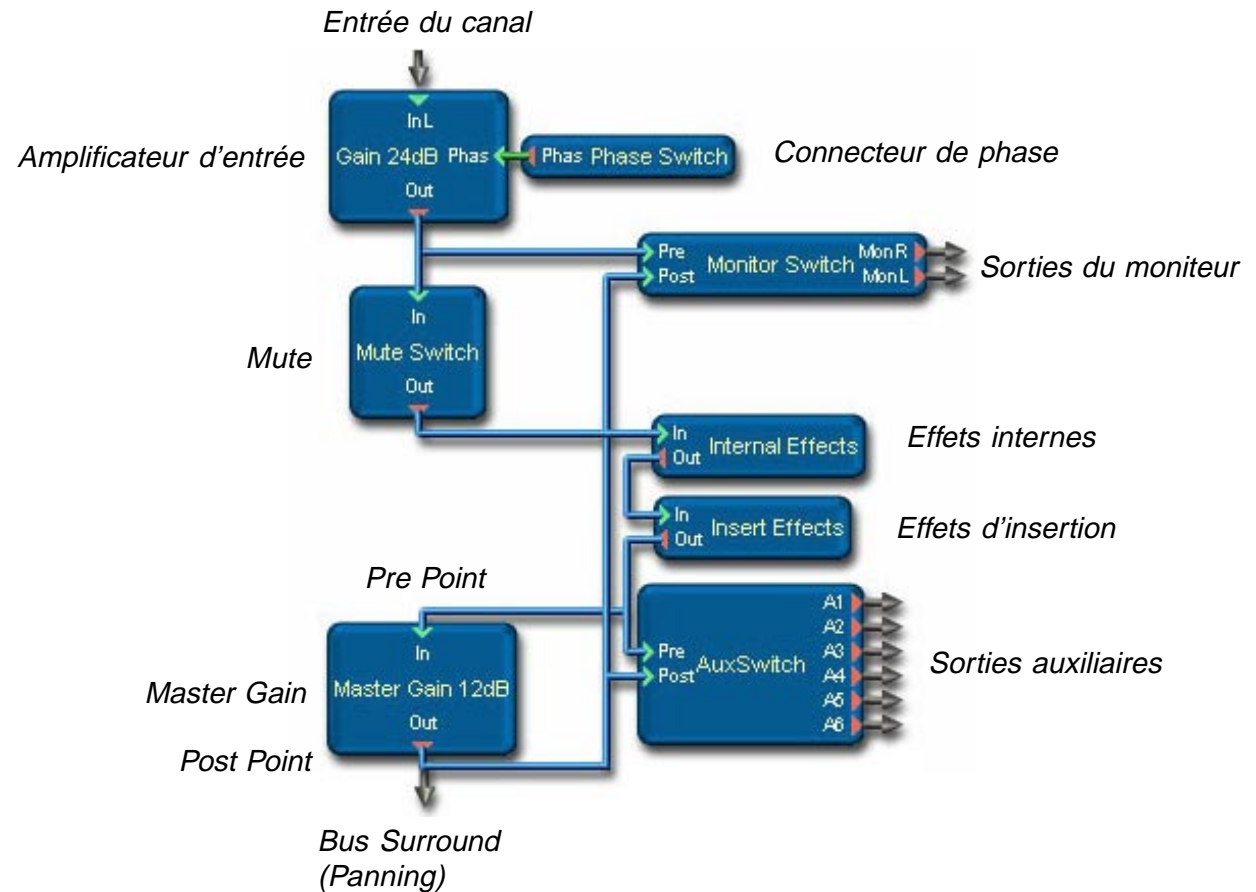 Entrée du canal
InL
Amplificateur d'entrée
Gain 24dB Phas
Phas Phase Switch
Connecteur de phase
Out
Pre
Post
Monitor Switch
MonR
MonL
Sorties du moniteur
In
Mute
Mute Switch
Out
In
Out
Internal Effects
Effets internes
In
Out
Insert Effects
Effets d'insertion
Pre Point
In
Master Gain
Master Gain 12dB
Out
Post Point
Pre
Post
AuxSwitch
A1
A2
A3
A4
A5
A6
Sorties auxiliaires
Bus Surround
(Panning)